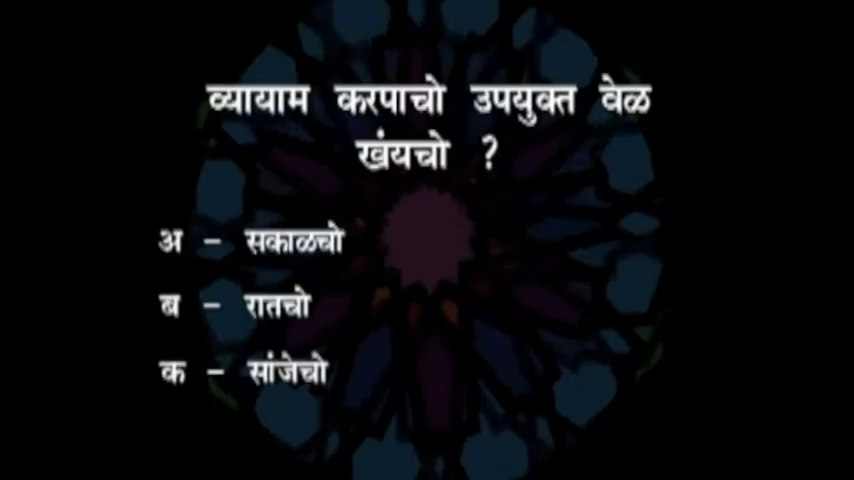 व्यायाम करपाचो उपयुक्त वेळ
खंयचो ?
अ - सकाळचो
ब - रातचो
क - सांजेचो